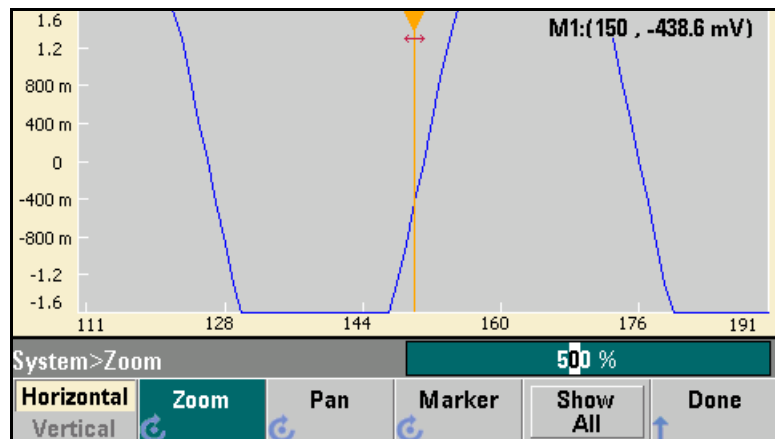 1.6
M1:(150 , -438.6 mV)
1.2
800 m
400 m
0
-400 m
-800 m
-1.2
-1.6
111 128 144 160 176 191
System>Zoom 500 %
Horizontal Zoom Pan Marker Show All Done
Vertical